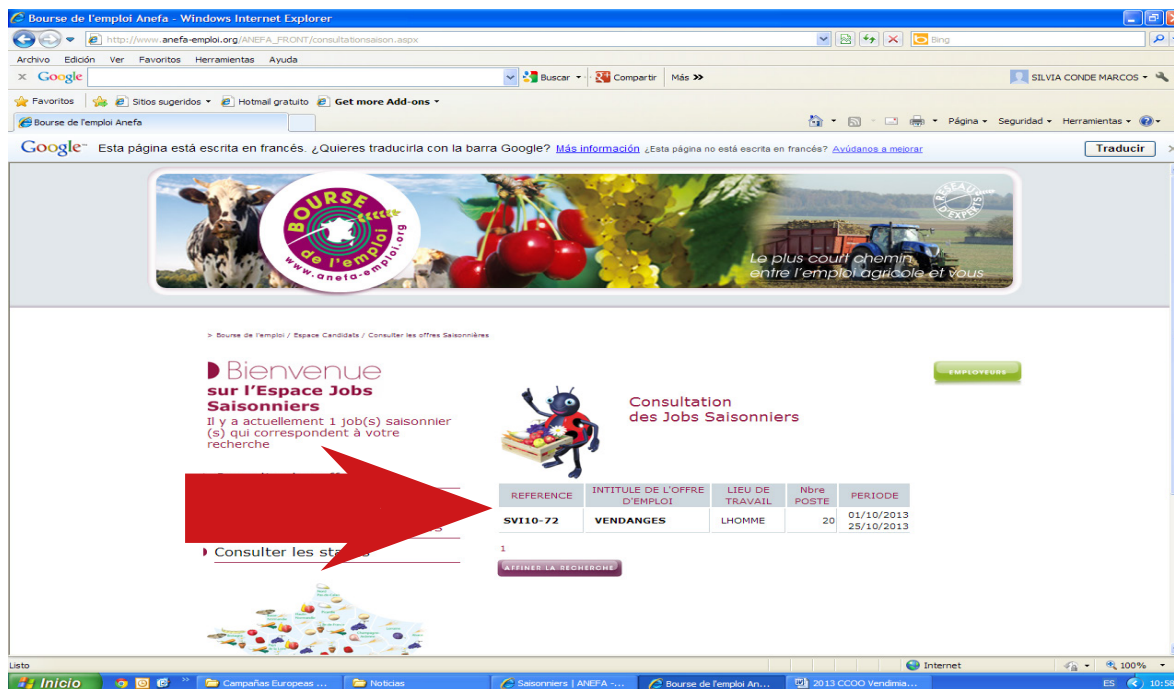 Bourse de l'emploi Anefa - Windows Internet Explorer
http://www.anefa-emploi.org/ANEFA_FRONT/consultationsaison.aspx
Bing
Archivo Edición Ver Favoritos Herramientas Ayuda
x Google Buscar Compartir Más >> SILVIA CONDE MARCOS
Favoritos Sitios sugeridos Hotmail gratuito Get more Add-ons
Bourse de l'emploi Anefa
Página Seguridad Herramientas
Google Esta página está escrita en francés. ¿Quieres traducirla con la barra Google? Más información ¿Esta página no está escrita en francés? Ayúdanos a mejorar Traducir
BOURSE
de l'emploi
www.anefa-emploi.org
RÉSEAU
D'EXPERTS
Le plus court chemin
entre l'emploi agricole et vous
> Bourse de l'emploi / Espace Candidats / Consulter les offres Saisonnières
Bienvenue
sur l'Espace Jobs
Saisonniers
Il y a actuellement 1 job(s) saisonnier
(s) qui correspondent à votre
recherche
EMPLOYEURS
Consultation
des Jobs Saisonniers
REFERENCE INTITULE DE L'OFFRE D'EMPLOI LIEU DE TRAVAIL Nbre POSTE PERIODE
SVI10-72 VENDANGES LHOMME 20 01/10/2013
25/10/2013
1
AFFINER LA RECHERCHE
Consulter les
Listo Internet 100%
Inicio Campañas Europeas ... Noticias Saisonniers | ANEFA -... Bourse de l'emploi An... 2013 CCOO Vendimia... ES 10:58